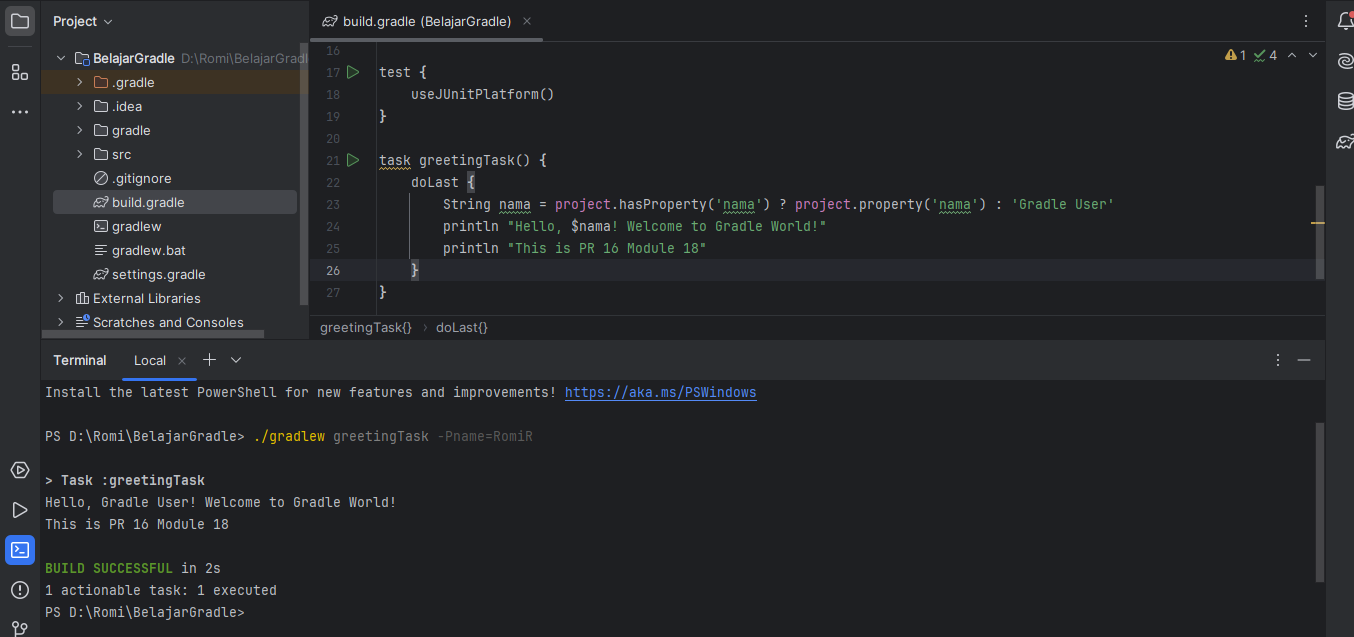 Project
build.gradle (BelajarGradle)
BelajarGradle D:\Romi\BelajarGradl
.gradle
.idea
gradle
src
.gitignore
build.gradle
gradlew
gradlew.bat
settings.gradle
External Libraries
Scratches and Consoles
1 4
16
17 test {
18 useJUnitPlatform()
19 }
20
21 task greetingTask() {
22 doLast {
23 String nama = project.hasProperty('nama') ? project.property('nama') : 'Gradle User'
24 println "Hello, $nama! Welcome to Gradle World!"
25 println "This is PR 16 Module 18"
26 }
27 }
greetingTask{} › doLast{}
Terminal Local
Install the latest PowerShell for new features and improvements! https://aka.ms/PSWindows
PS D:\Romi\BelajarGradle> ./gradlew greetingTask -Pname=RomiR
> Task :greetingTask
Hello, Gradle User! Welcome to Gradle World!
This is PR 16 Module 18
BUILD SUCCESSFUL in 2s
1 actionable task: 1 executed
PS D:\Romi\BelajarGradle>